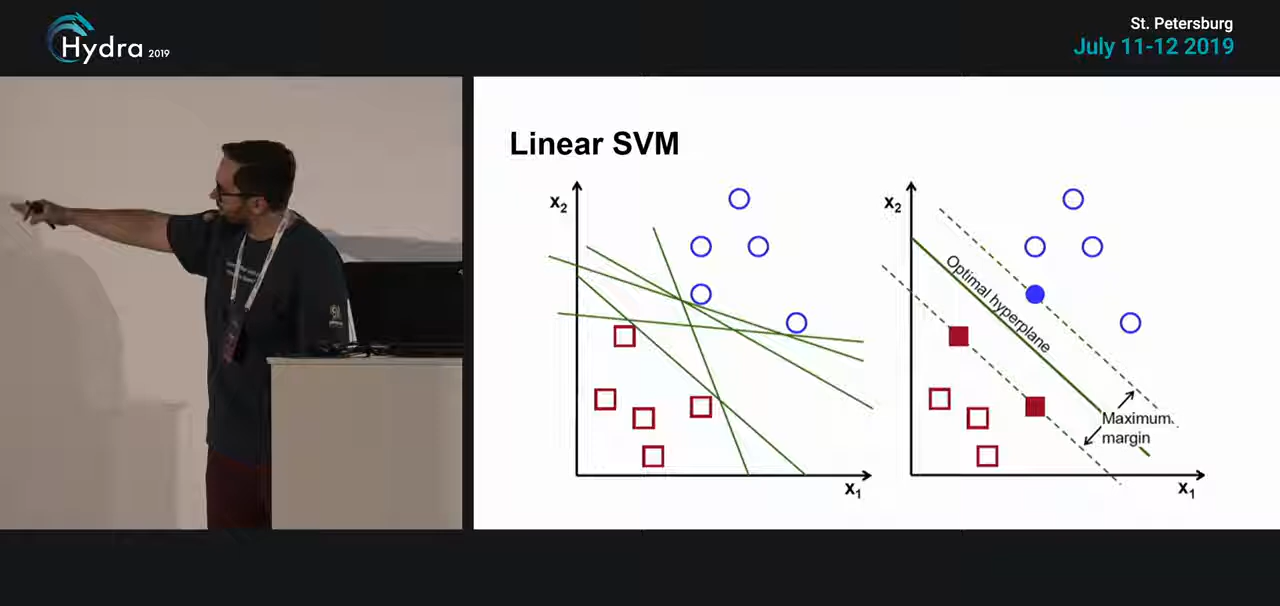 Hydra 2019
St. Petersburg
July 11-12 2019
Linear SVM
x2
x1
x2
Optimal hyperplane
Maximum
margin
x1